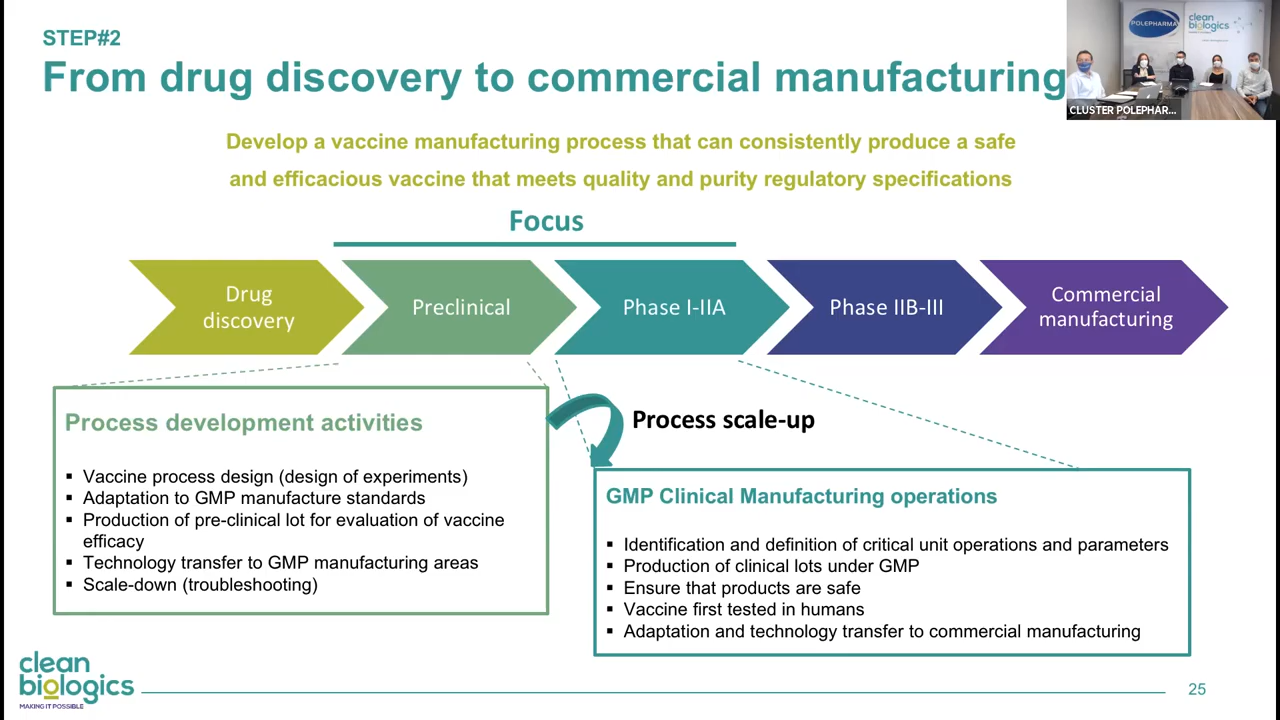 STEP#2
From drug discovery to commercial manufacturing
POLEPHARMA
clean
biologics
CLUSTER POLEPHAR...
Develop a vaccine manufacturing process that can consistently produce a safe
and efficacious vaccine that meets quality and purity regulatory specifications
Focus
Drug
discovery
Preclinical
Phase I-IIA
Phase IIB-III
Commercial
manufacturing
Process development activities
▪ Vaccine process design (design of experiments)
▪ Adaptation to GMP manufacture standards
▪ Production of pre-clinical lot for evaluation of vaccine
efficacy
▪ Technology transfer to GMP manufacturing areas
▪ Scale-down (troubleshooting)
Process scale-up
GMP Clinical Manufacturing operations
▪ Identification and definition of critical unit operations and parameters
▪ Production of clinical lots under GMP
▪ Ensure that products are safe
▪ Vaccine first tested in humans
▪ Adaptation and technology transfer to commercial manufacturing
clean
biologics
MAKING IT POSSIBLE
25